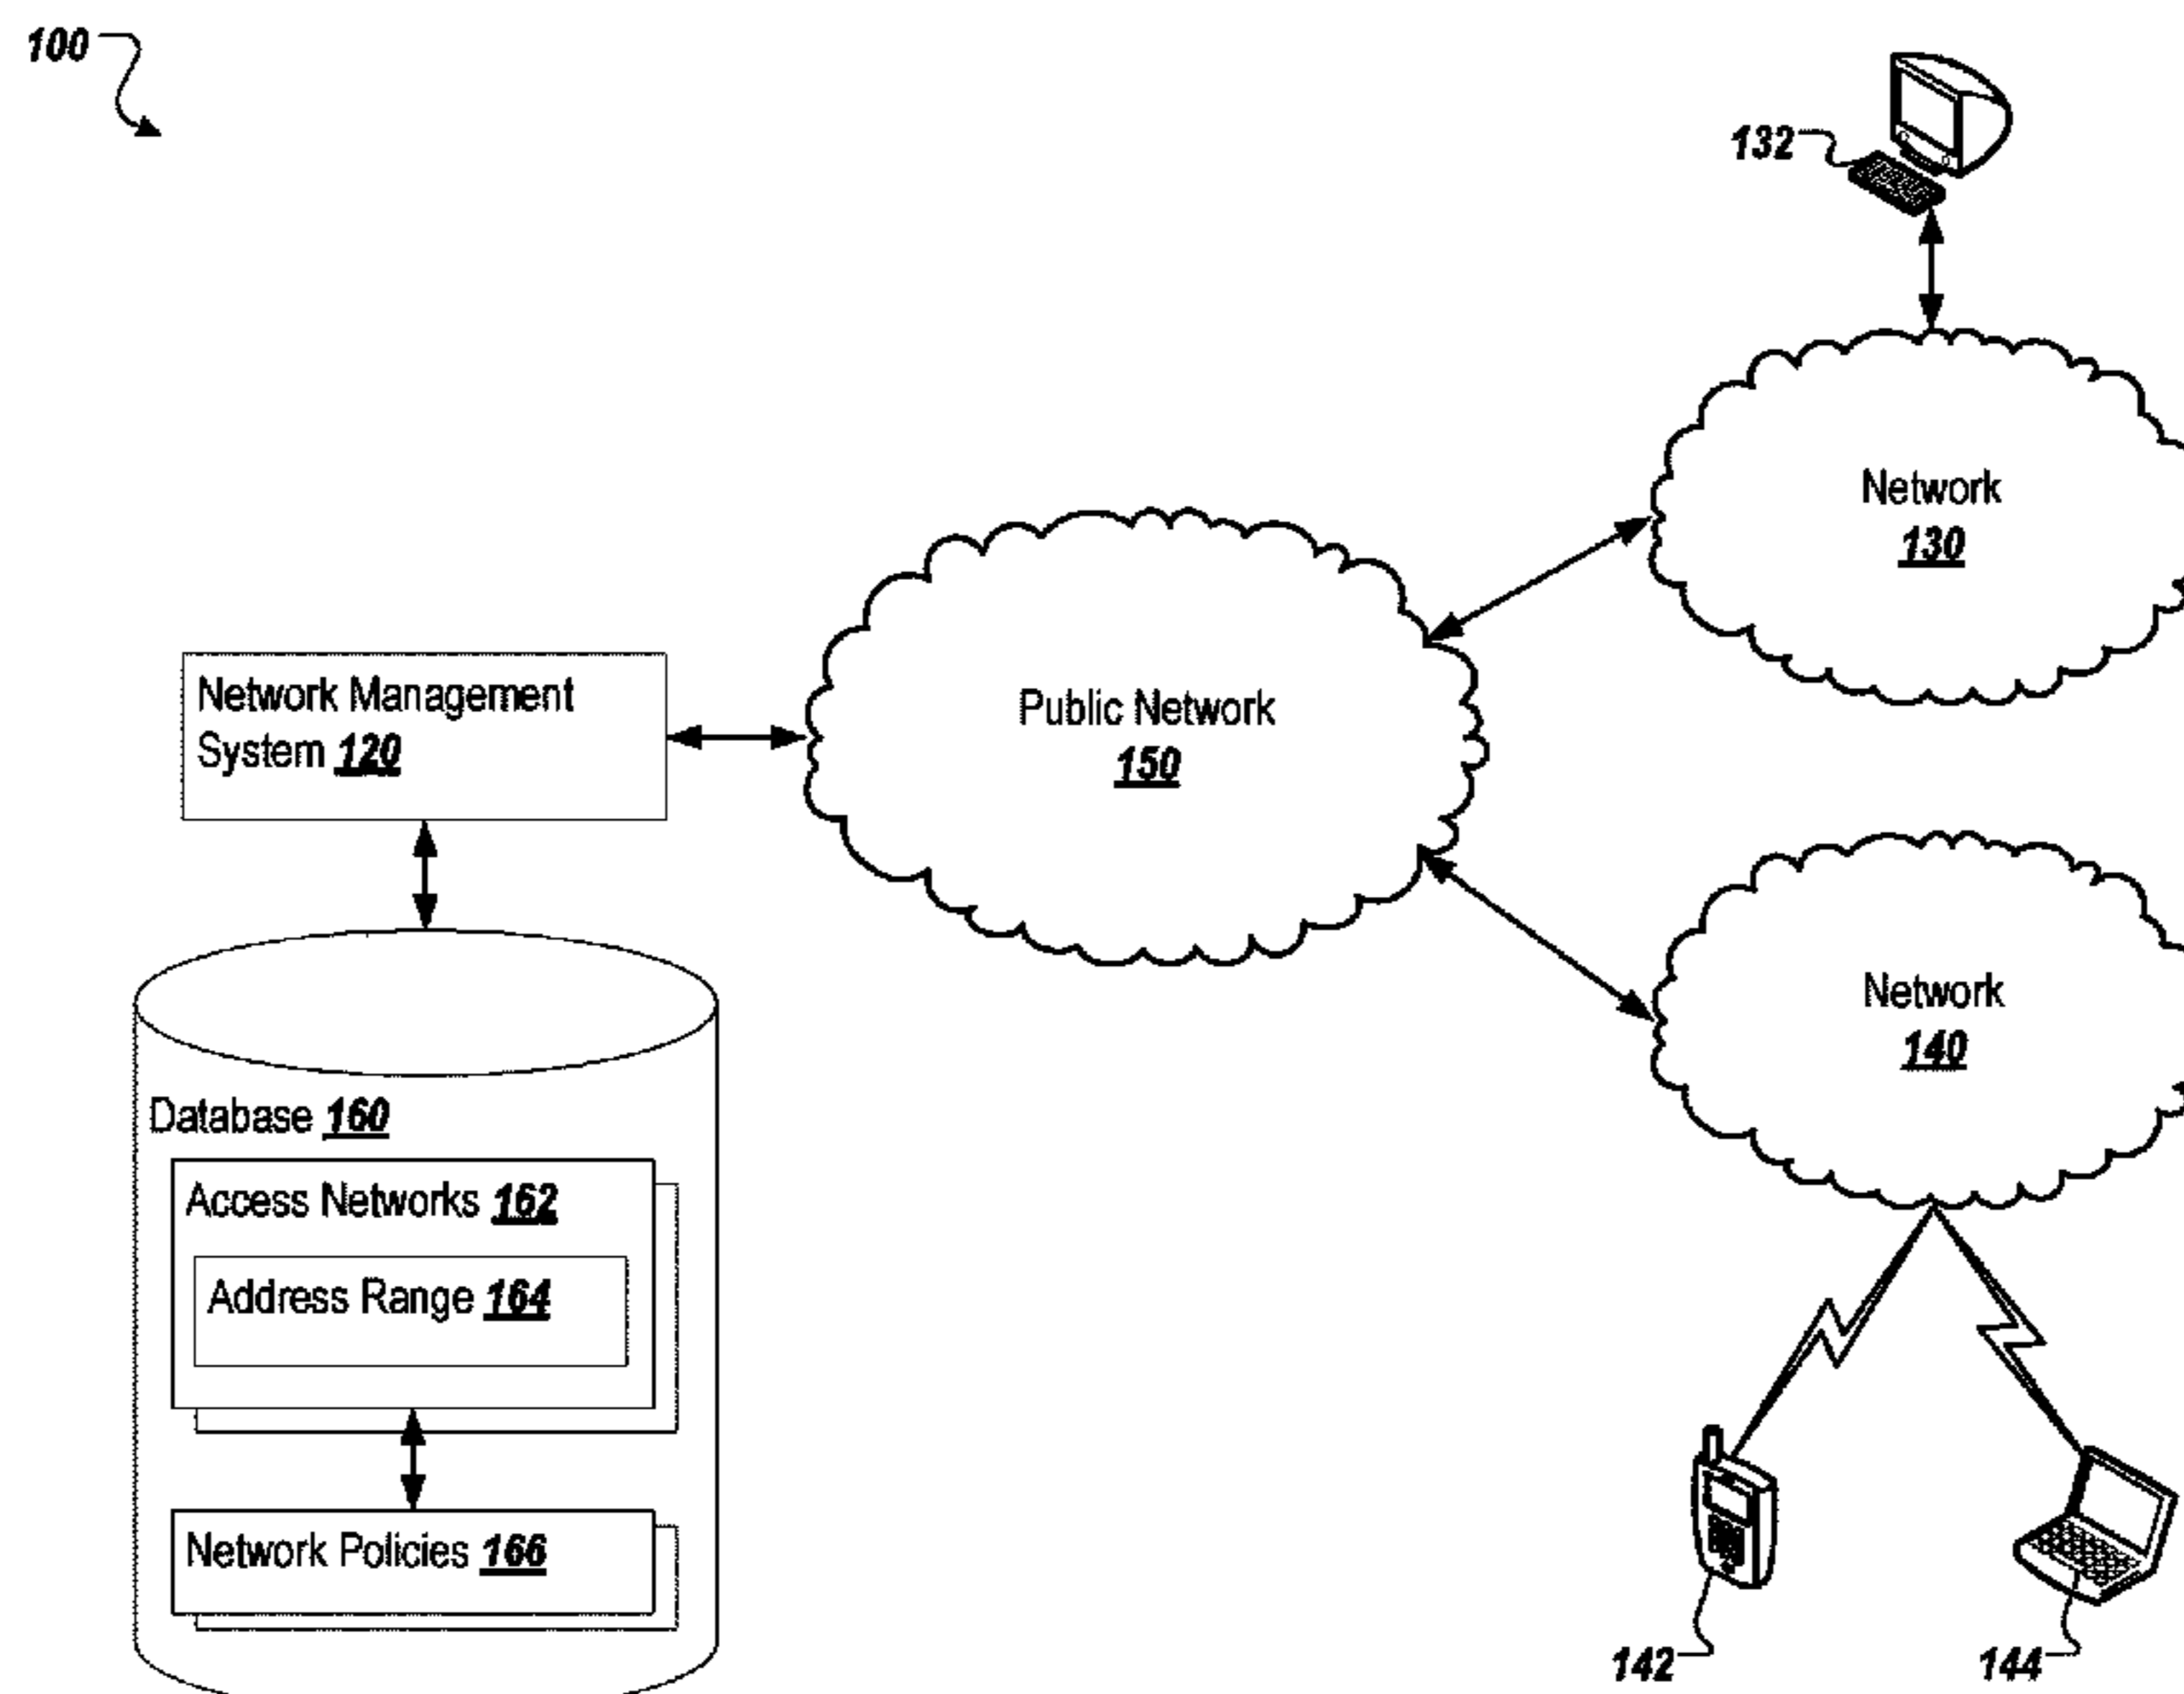 100
132
Network
130
Network Management
System 120
Public Network
150
Network
140
Database 160
Access Networks 162
Address Range 164
Network Policies 166
142
144